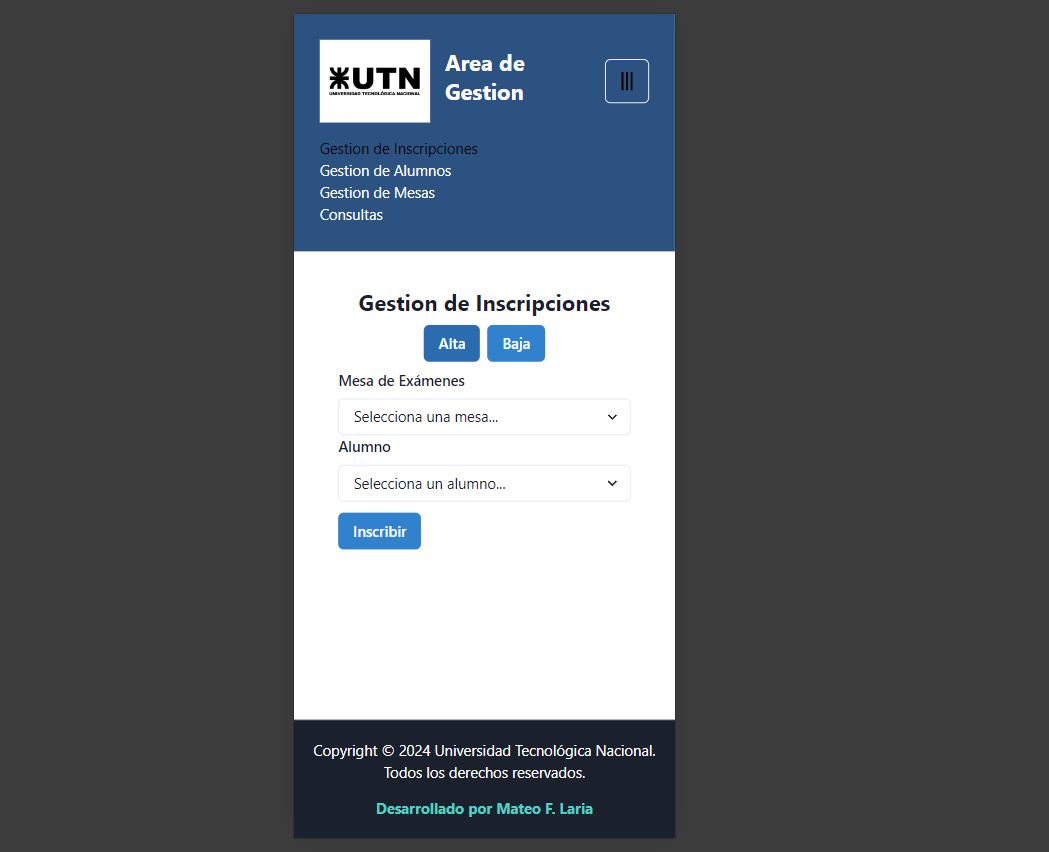 UTN
UNIVERSIDAD TECNOLÓGICA NACIONAL
Area de
Gestion
Gestion de Inscripciones
Gestion de Alumnos
Gestion de Mesas
Consultas
Gestion de Inscripciones
Alta Baja
Mesa de Exámenes
Selecciona una mesa...
Alumno
Selecciona un alumno...
Inscribir
Copyright © 2024 Universidad Tecnológica Nacional.
Todos los derechos reservados.
Desarrollado por Mateo F. Laria